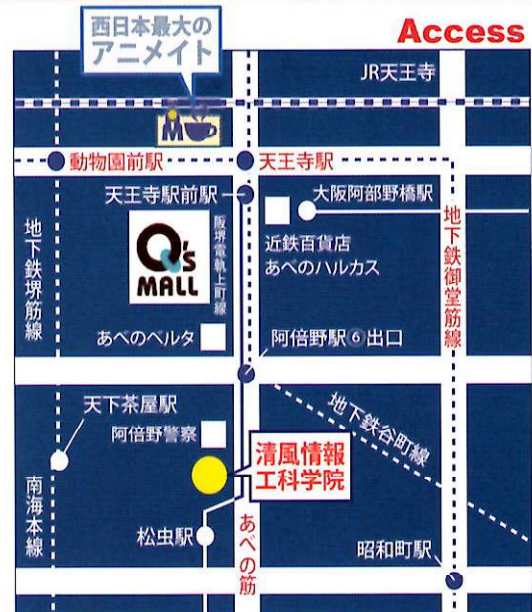 Access
西日本最大の
アニメイト
JR天王寺
動物園前駅
天王寺駅
天王寺駅前駅
大阪阿部野橋駅
地下鉄堺筋線
Q's
MALL
阪堺電軌上町線
近鉄百貨店
あべのハルカス
地下鉄御堂筋線
あべのベルタ
阿倍野駅⑥出口
天下茶屋駅
阿倍野警察
地下鉄谷町線
清風情報
工科学院
南海本線
松虫駅
あべの筋
昭和町駅